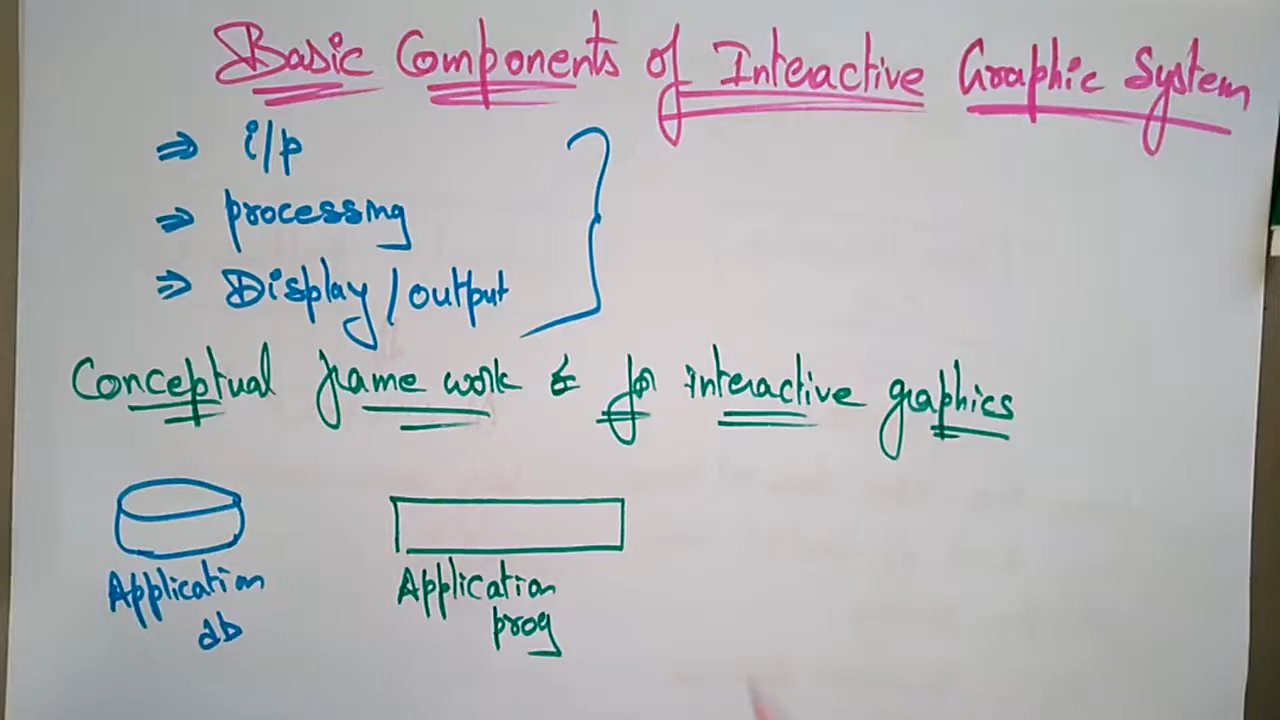 Basic Components of Interactive Graphic System
⇒ i/p
⇒ processing
⇒ Display/output
Conceptual frame work & for interactive graphics
Application
db
Application
prog